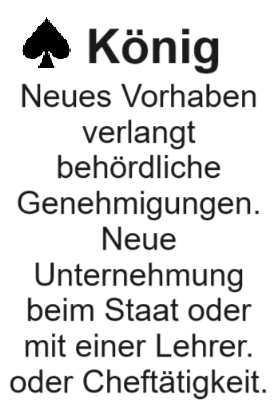 ♠ König
Neues Vorhaben
verlangt
behördliche
Genehmigungen.
Neue
Unternehmung
beim Staat oder
mit einer Lehrer.
oder Cheftätigkeit.